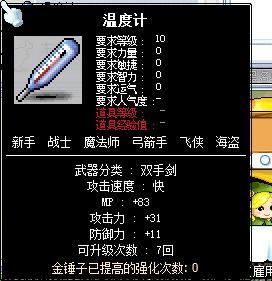 温度计
要求等级： 10
要求力量： 0
要求敏捷： 0
要求智力： 0
要求运气： 0
要求人气度： -
道具等级： -
道具经验值： -
新手 战士 魔法师 弓箭手 飞侠 海盗
武器分类 : 双手剑
攻击速度 : 快
MP : +83
攻击力 : +31
防御力 : +11
可升级次数 : 7回
金锤子已提高的强化次数: 0
雇用